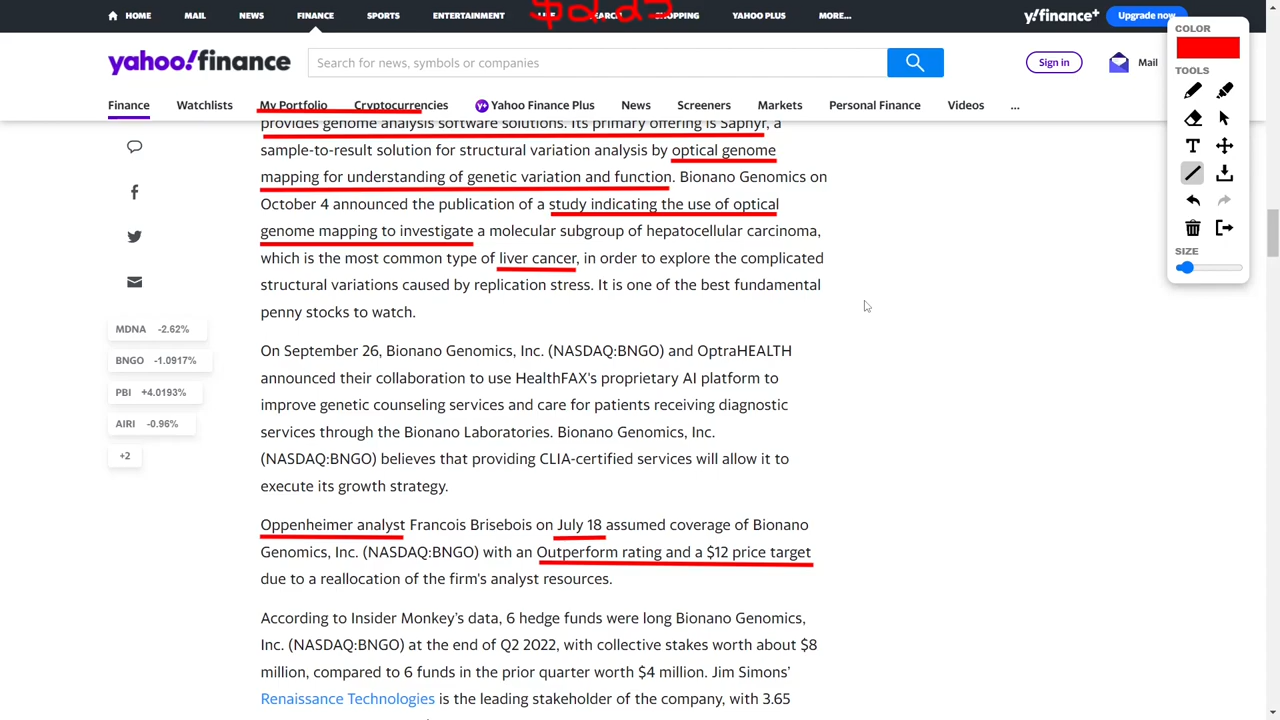 HOME MAIL NEWS FINANCE SPORTS ENTERTAINMENT SHOPPING YAHOO PLUS MORE...
y!finance+ Upgrade now
COLOR
yahoo!finance Search for news, symbols or companies Sign in Mail
TOOLS
Finance Watchlists My Portfolio Cryptocurrencies Yahoo Finance Plus News Screeners Markets Personal Finance Videos ...
provides genome analysis software solutions. Its primary offering is Saphyr, a
sample-to-result solution for structural variation analysis by optical genome
mapping for understanding of genetic variation and function. Bionano Genomics on
October 4 announced the publication of a study indicating the use of optical
genome mapping to investigate a molecular subgroup of hepatocellular carcinoma,
which is the most common type of liver cancer, in order to explore the complicated
structural variations caused by replication stress. It is one of the best fundamental
penny stocks to watch.
T
SIZE
MDNA -2.62%
BNGO -1.0917%
PBI +4.0193%
AIRI -0.96%
+2
On September 26, Bionano Genomics, Inc. (NASDAQ:BNGO) and OptraHEALTH
announced their collaboration to use HealthFAX's proprietary AI platform to
improve genetic counseling services and care for patients receiving diagnostic
services through the Bionano Laboratories. Bionano Genomics, Inc.
(NASDAQ:BNGO) believes that providing CLIA-certified services will allow it to
execute its growth strategy.
Oppenheimer analyst Francois Brisebois on July 18 assumed coverage of Bionano
Genomics, Inc. (NASDAQ:BNGO) with an Outperform rating and a $12 price target
due to a reallocation of the firm's analyst resources.
According to Insider Monkey's data, 6 hedge funds were long Bionano Genomics,
Inc. (NASDAQ:BNGO) at the end of Q2 2022, with collective stakes worth about $8
million, compared to 6 funds in the prior quarter worth $4 million. Jim Simons'
Renaissance Technologies is the leading stakeholder of the company, with 3.65